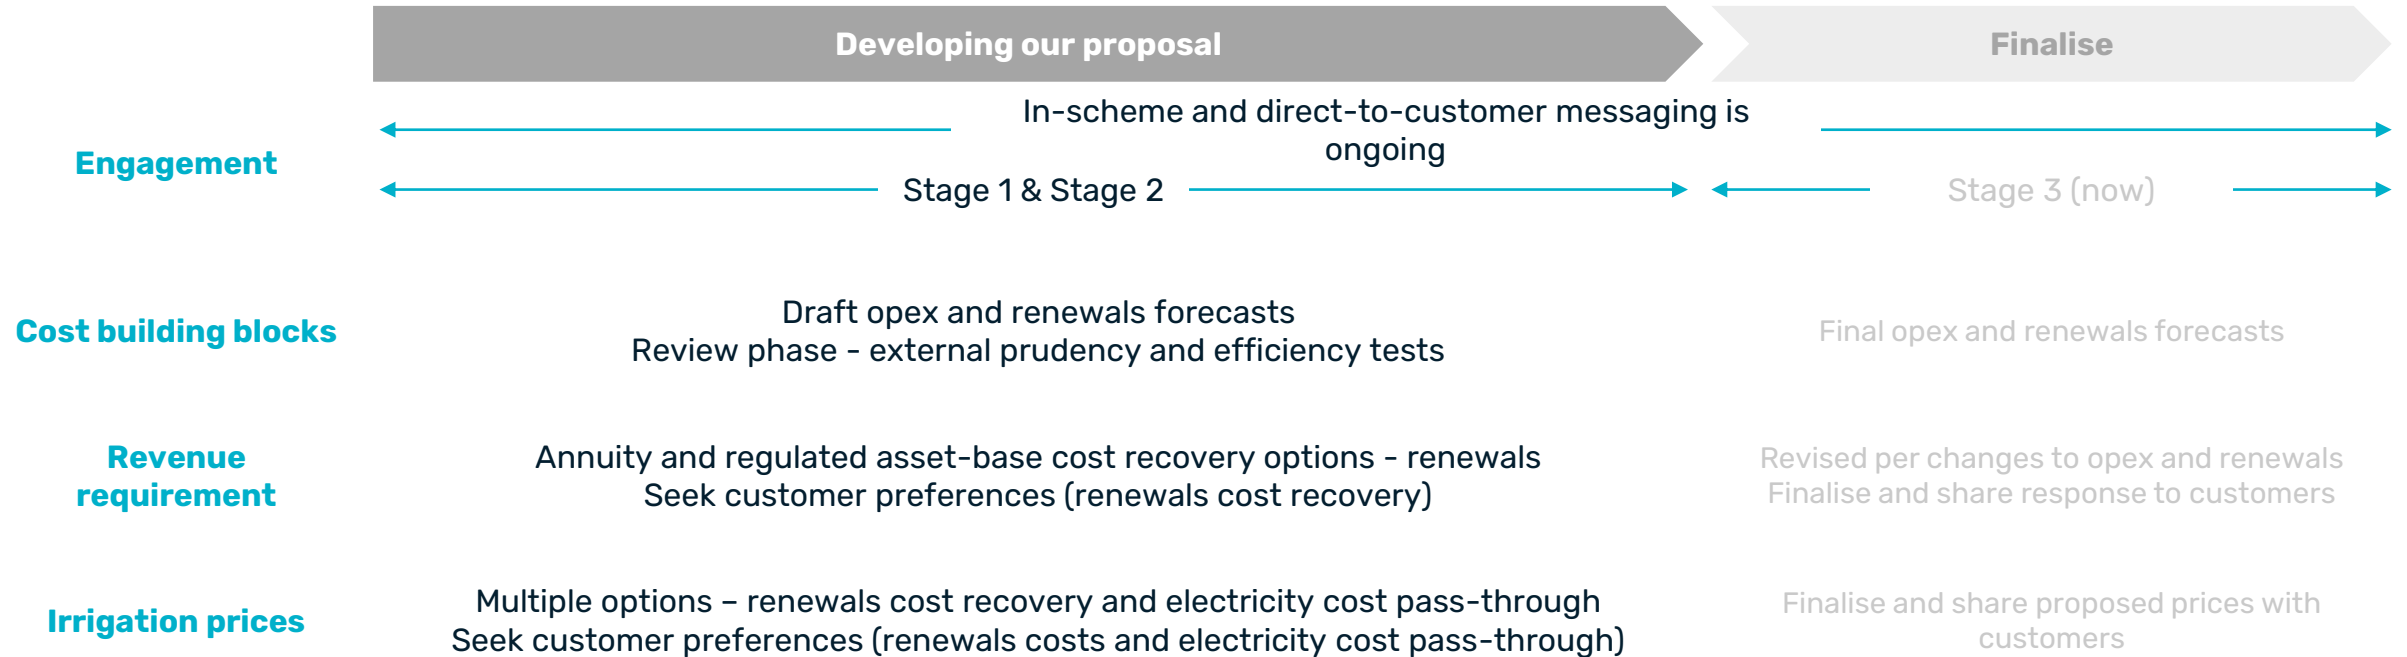 Developing our proposal
Finalise
Engagement
In-scheme and direct-to-customer messaging is
ongoing
Stage 1 & Stage 2
Stage 3 (now)
Cost building blocks
Draft opex and renewals forecasts
Review phase - external prudency and efficiency tests
Final opex and renewals forecasts
Revenue
requirement
Annuity and regulated asset-base cost recovery options - renewals
Seek customer preferences (renewals cost recovery)
Revised per changes to opex and renewals
Finalise and share response to customers
Irrigation prices
Multiple options – renewals cost recovery and electricity cost pass-through
Seek customer preferences (renewals costs and electricity cost pass-through)
Finalise and share proposed prices with
customers